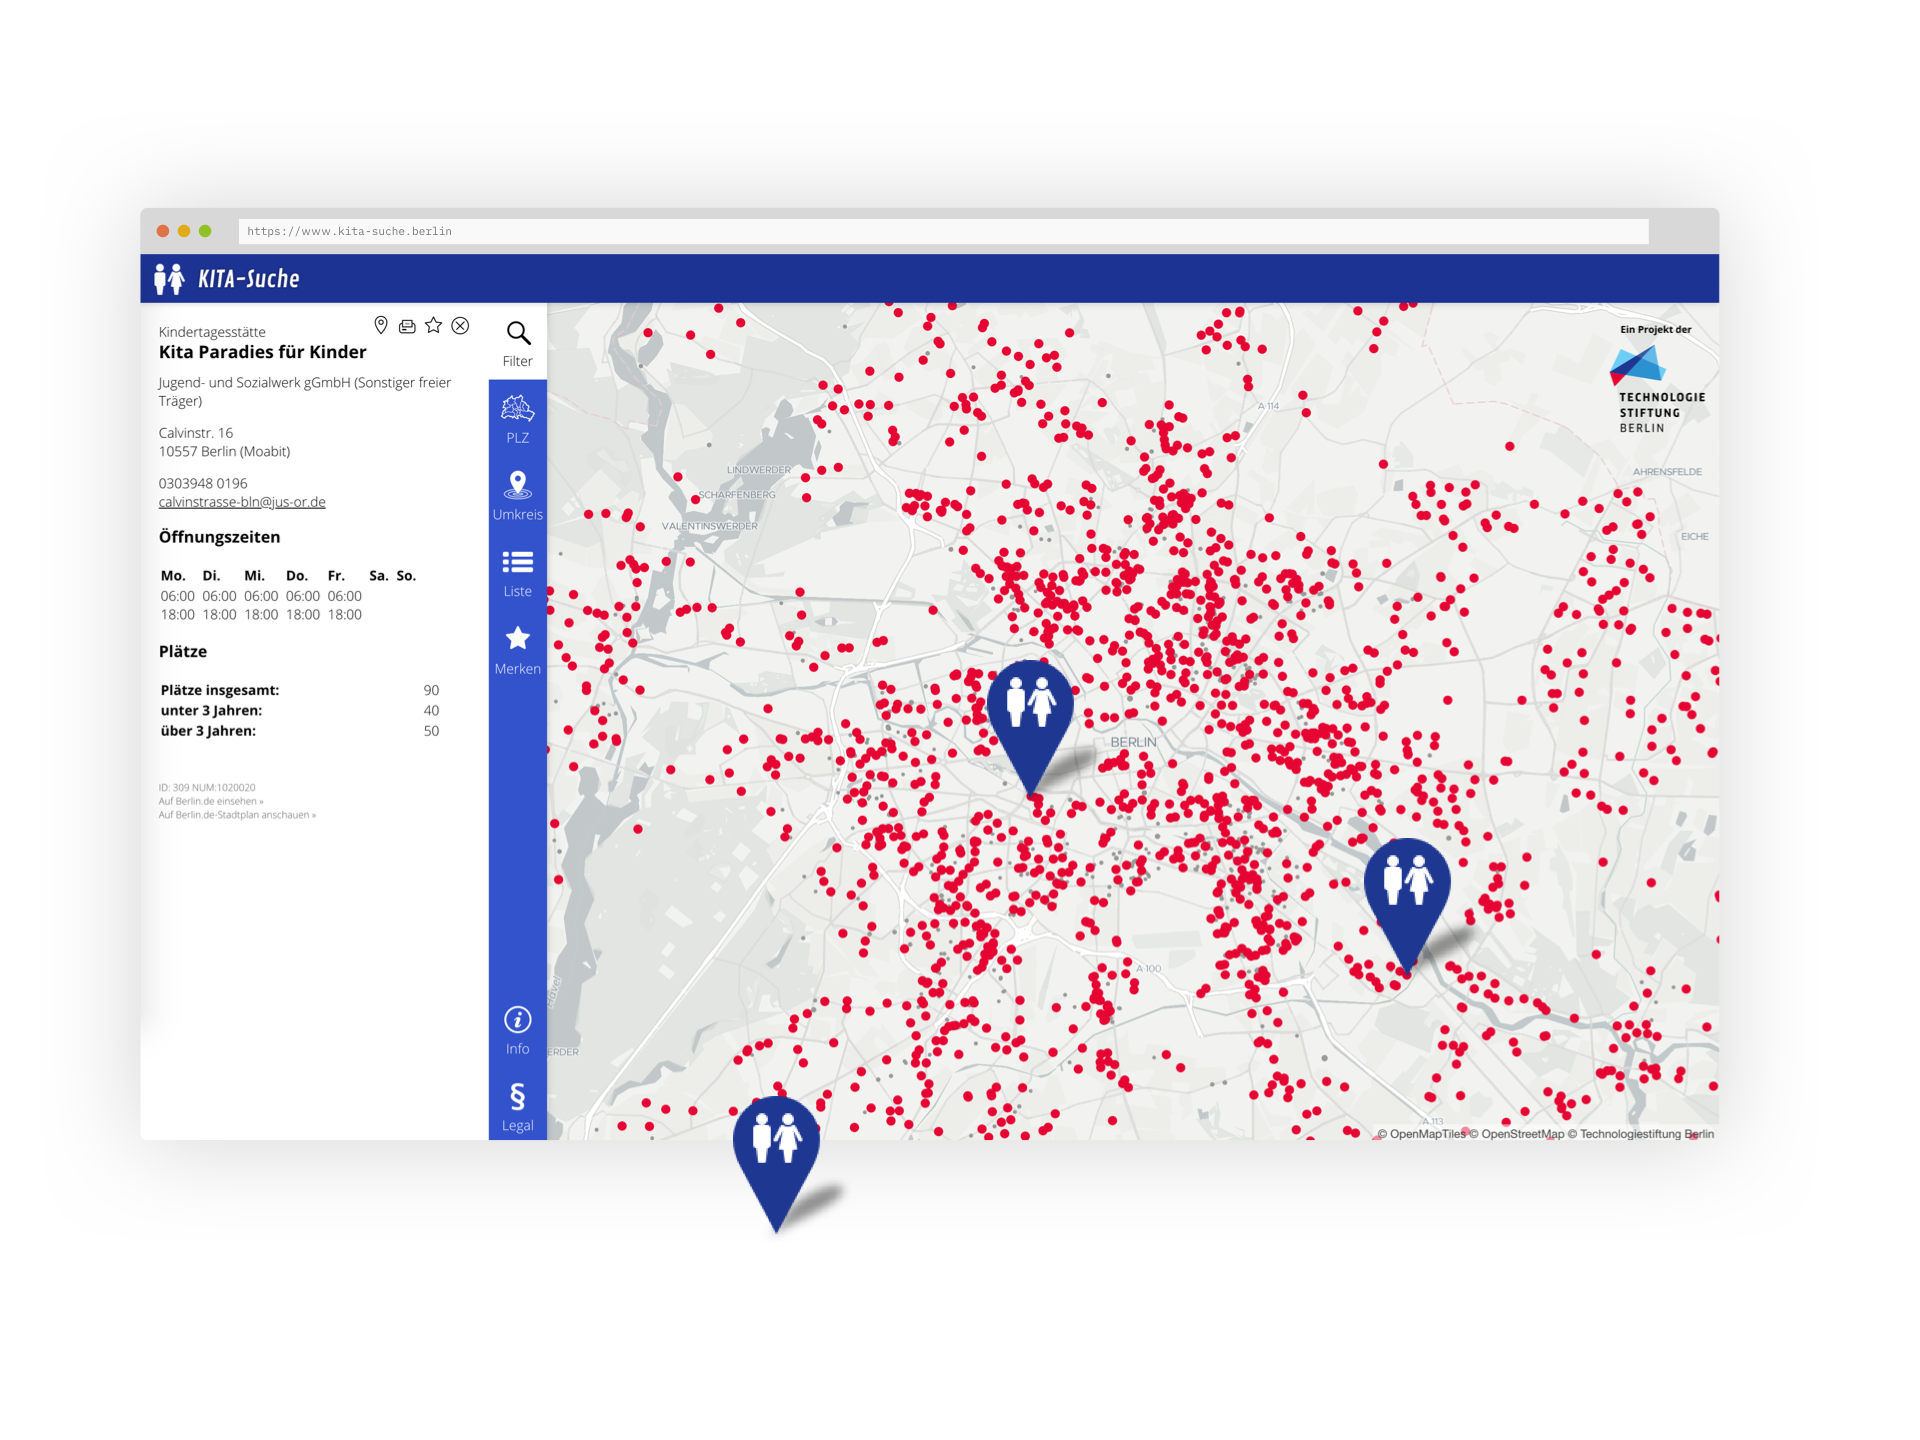 https://www.kita-suche.berlin
KITA-Suche
Kindertagesstätte
Kita Paradies für Kinder
Jugend- und Sozialwerk gGmbH (Sonstiger freier
Träger)
Calvinstr. 16
10557 Berlin (Moabit)
0303948 0196
calvinstrasse-bln@jus-or.de
Öffnungszeiten
Mo. Di. Mi. Do. Fr. Sa. So.
06:00 06:00 06:00 06:00 06:00
18:00 18:00 18:00 18:00 18:00
Plätze
Plätze insgesamt: 90
unter 3 Jahren: 40
über 3 Jahren: 50
ID: 309 NUM:1020020
Auf Berlin.de einsehen »
Auf Berlin.de-Stadtplan anschauen »
Filter
PLZ
Umkreis
Liste
Merken
Info
§
Legal
Ein Projekt der
TECHNOLOGIE
STIFTUNG
BERLIN
A 114
LINDWERDER
AHRENSFELDE
SCHARFENBERG
VALENTINSWERDER
EICHE
BERLIN
A 100
Havel
ERDER
A 113
© OpenMapTiles © OpenStreetMap © Technologiestiftung Berlin